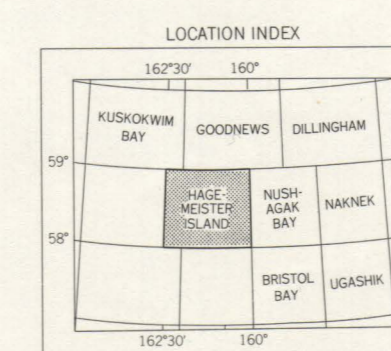 LOCATION INDEX
162°30' 160°
KUSKOKWIM
BAY
GOODNEWS
DILLINGHAM
59°
HAGE-
MEISTER
ISLAND
NUSH-
AGAK
BAY
NAKNEK
58°
BRISTOL
BAY
UGASHIK
162°30' 160°